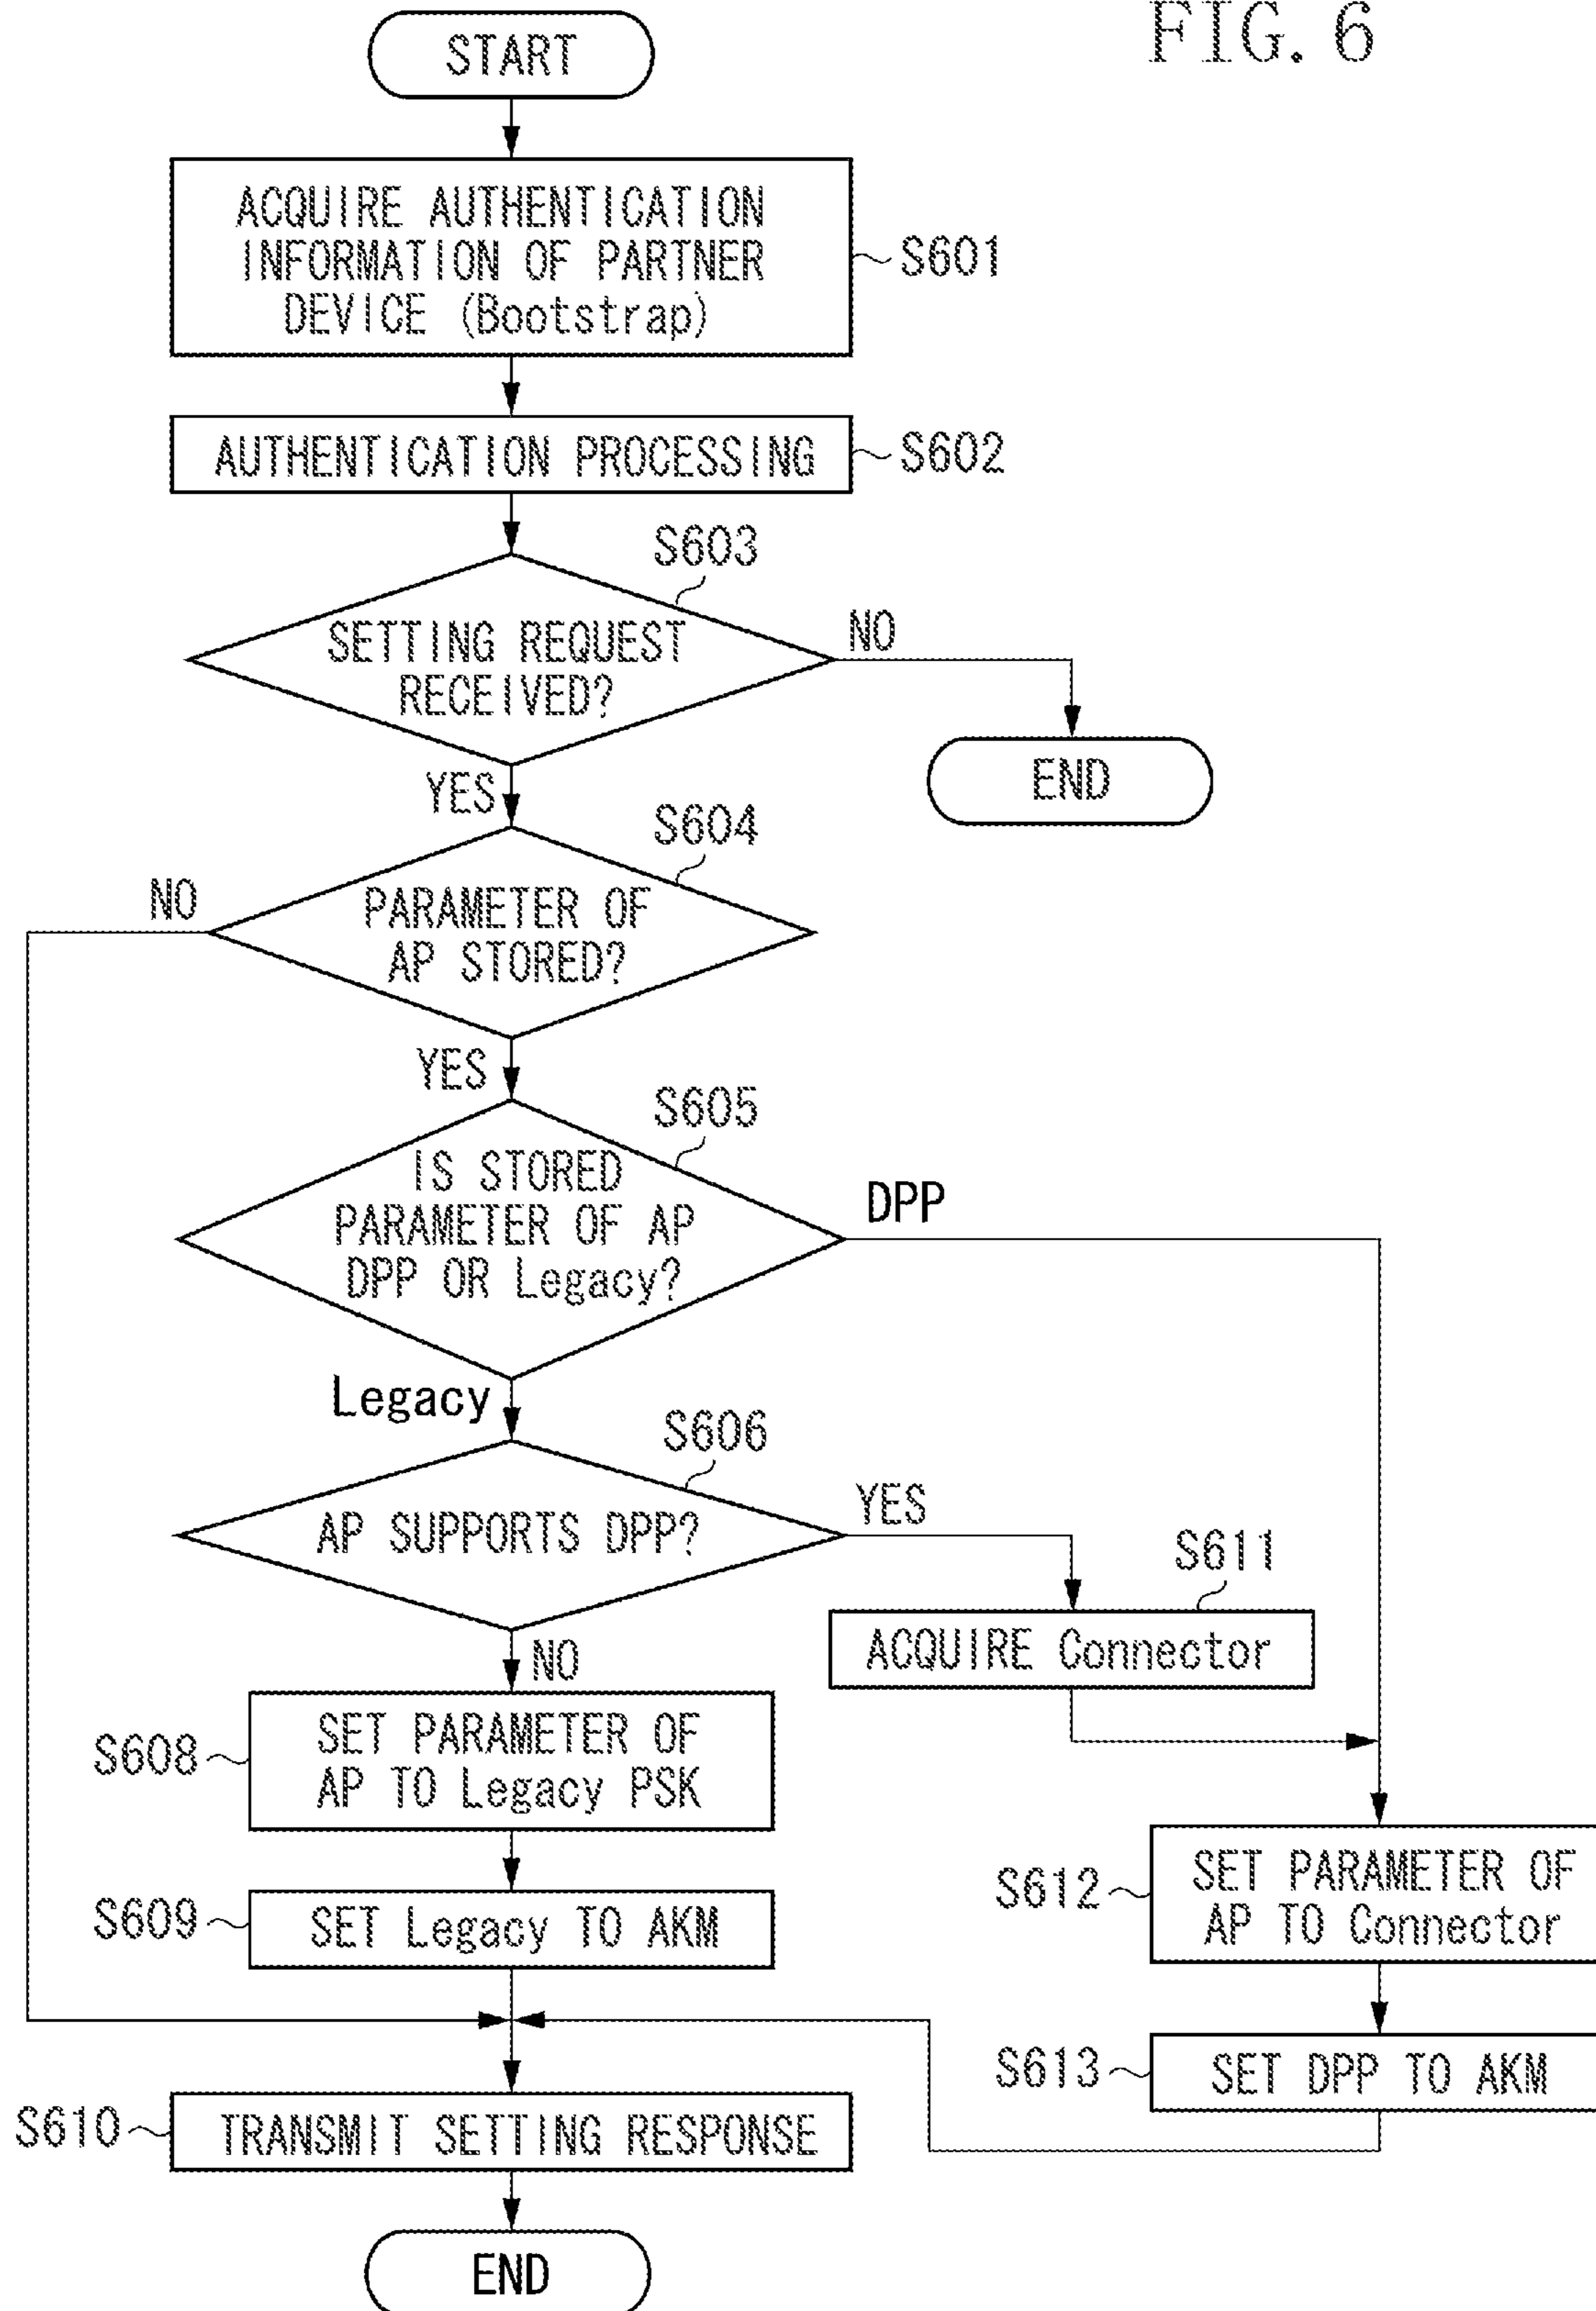 FIG. 6
START
ACQUIRE AUTHENTICATION
INFORMATION OF PARTNER
DEVICE (Bootstrap)
S601
AUTHENTICATION PROCESSING
S602
S603
SETTING REQUEST
RECEIVED?
NO
END
YES
S604
NO
PARAMETER OF
AP STORED?
YES
S605
IS STORED
PARAMETER OF AP
DPP OR Legacy?
DPP
Legacy
S606
AP SUPPORTS DPP?
YES
S611
ACQUIRE Connector
NO
S608
SET PARAMETER OF
AP TO Legacy PSK
S609
SET Legacy TO AKM
S612
SET PARAMETER OF
AP TO Connector
S613
SET DPP TO AKM
S610
TRANSMIT SETTING RESPONSE
END